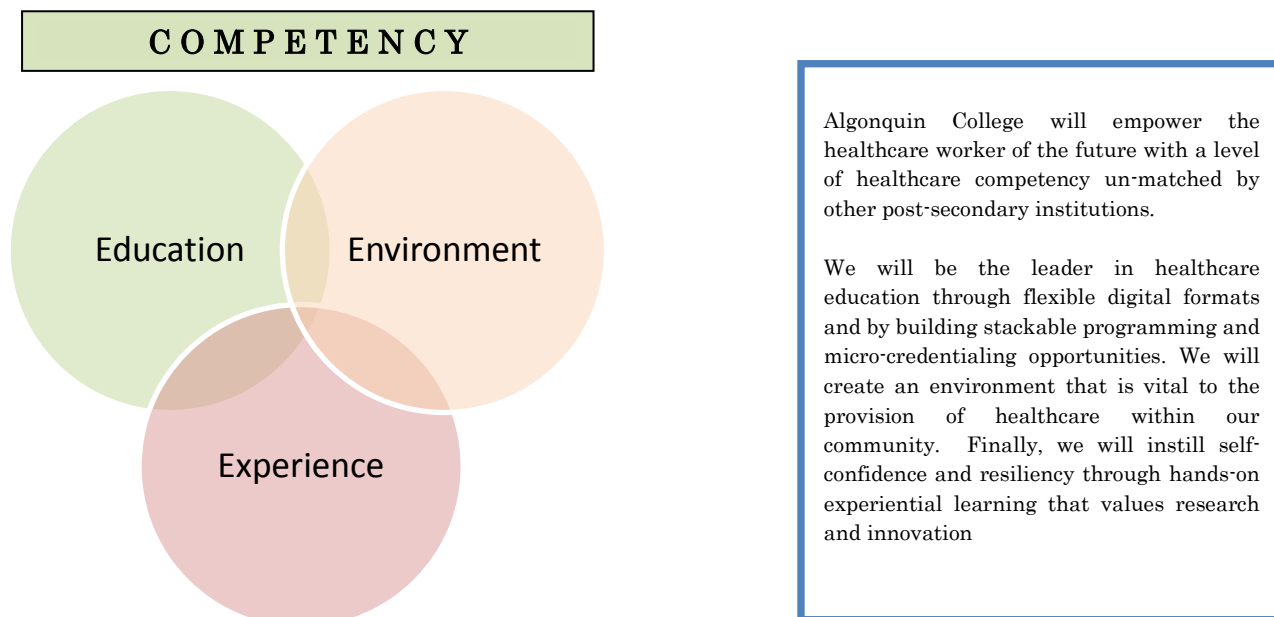 COMPETENCY
Education
Environment
Experience
Algonquin College will empower the
healthcare worker of the future with a level
of healthcare competency un-matched by
other post-secondary institutions.
We will be the leader in healthcare
education through flexible digital formats
and by building stackable programming and
micro-credentialing opportunities. We will
create an environment that is vital to the
provision of healthcare within our
community. Finally, we will instill self-
confidence and resiliency through hands-on
experiential learning that values research
and innovation